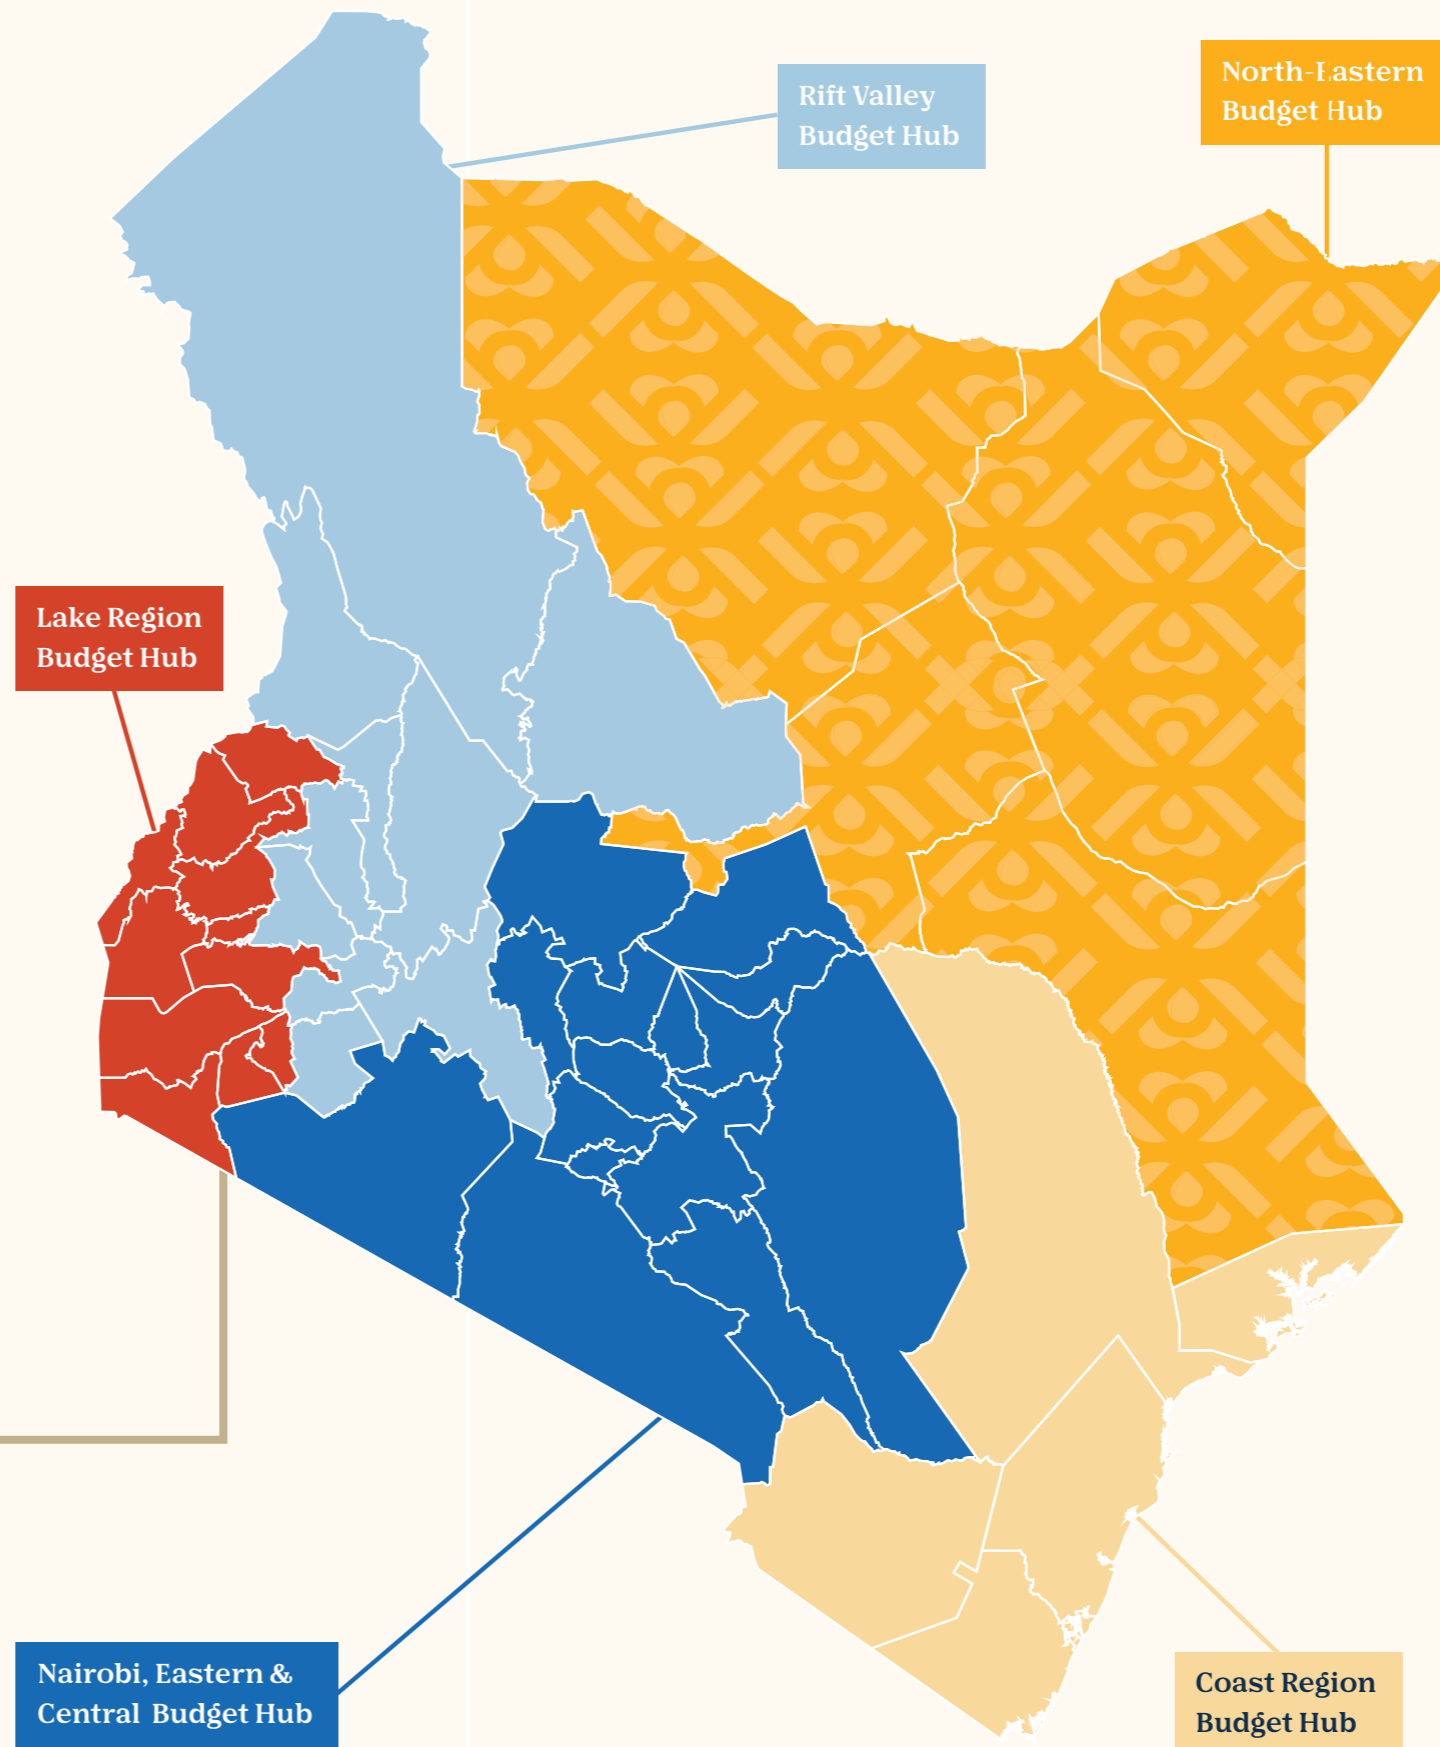 Rift Valley
Budget Hub
North-Eastern
Budget Hub
Lake Region
Budget Hub
Nairobi, Eastern &
Central Budget Hub
Coast Region
Budget Hub